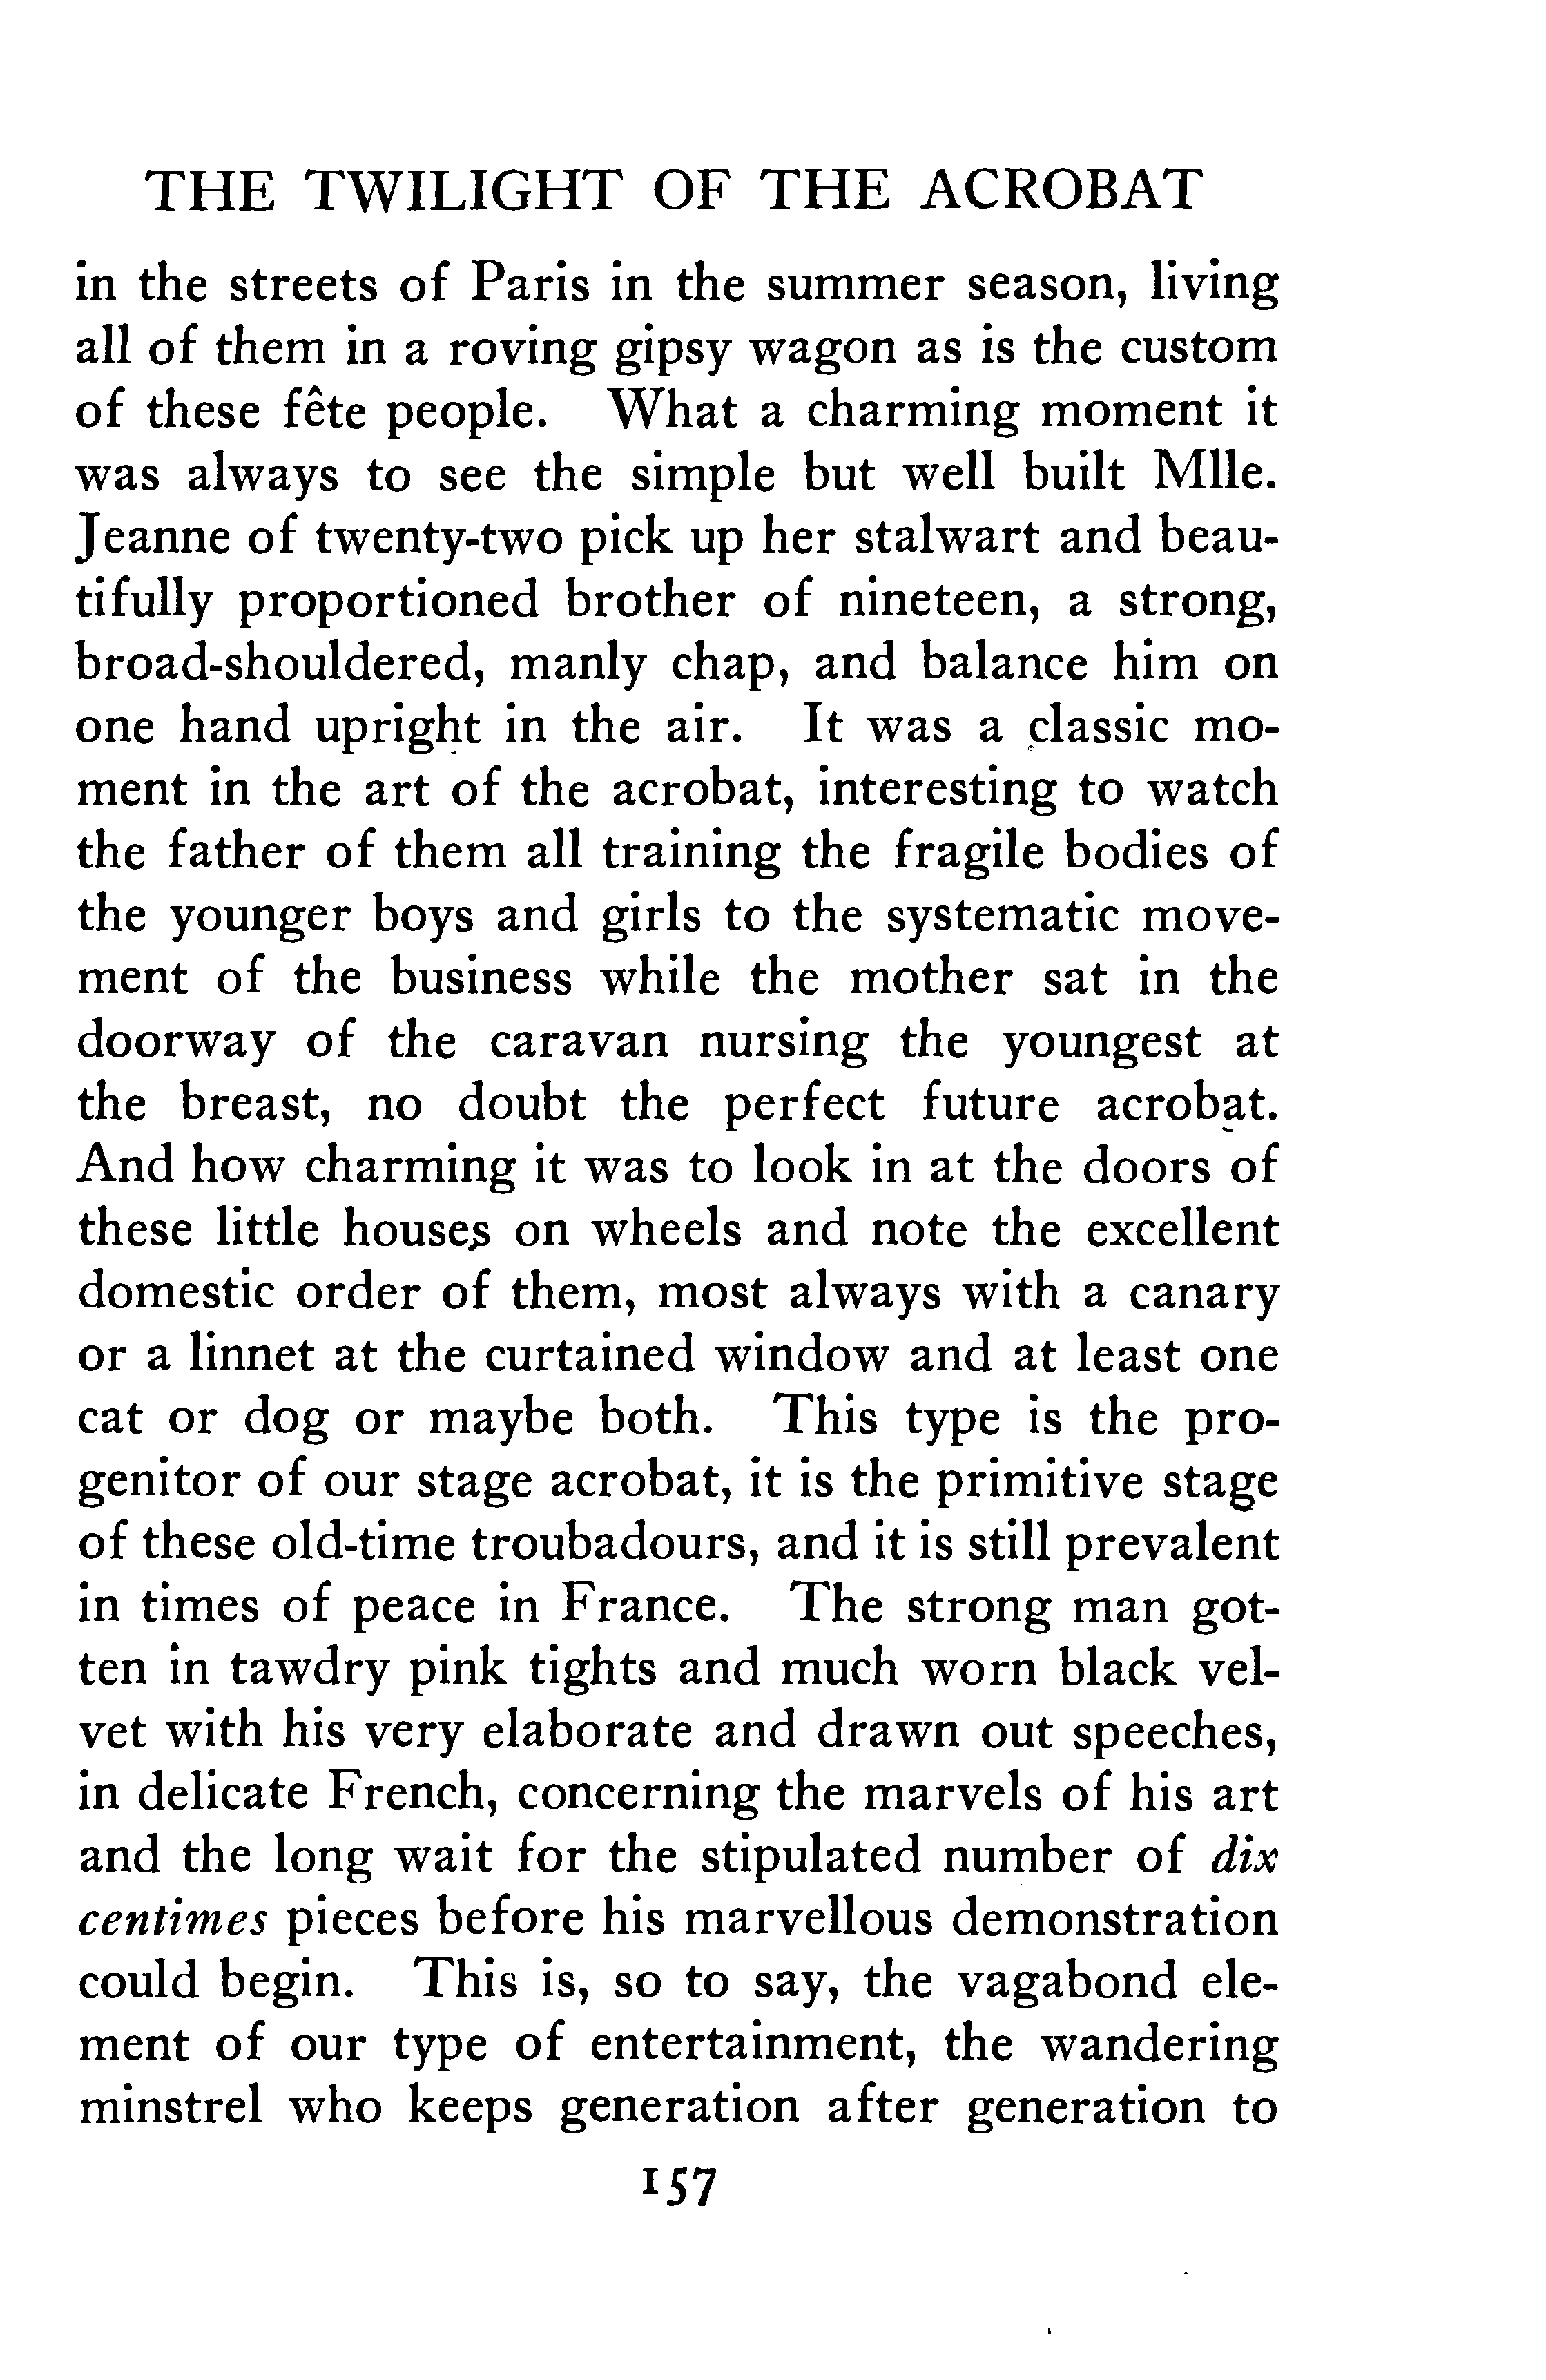 THE TWILIGHT OF THE ACROBAT
in the streets of Paris in the summer season, living
all of them in a roving gipsy wagon as is the custom
of these fête people. What a charming moment it
was always to see the simple but well built Mlle.
Jeanne of twenty-two pick up her stalwart and beau-
tifully proportioned brother of nineteen, a strong,
broad-shouldered, manly chap, and balance him on
one hand upright in the air. It was a classic mo-
ment in the art of the acrobat, interesting to watch
the father of them all training the fragile bodies of
the younger boys and girls to the systematic move-
ment of the business while the mother sat in the
doorway of the caravan nursing the youngest at
the breast, no doubt the perfect future acrobat.
And how charming it was to look in at the doors of
these little houses on wheels and note the excellent
domestic order of them, most always with a canary
or a linnet at the curtained window and at least one
cat or dog or maybe both. This type is the pro-
genitor of our stage acrobat, it is the primitive stage
of these old-time troubadours, and it is still prevalent
in times of peace in France. The strong man got-
ten in tawdry pink tights and much worn black vel-
vet with his very elaborate and drawn out speeches,
in delicate French, concerning the marvels of his art
and the long wait for the stipulated number of dix
centimes pieces before his marvellous demonstration
could begin. This is, so to say, the vagabond ele-
ment of our type of entertainment, the wandering
minstrel who keeps generation after generation to
157